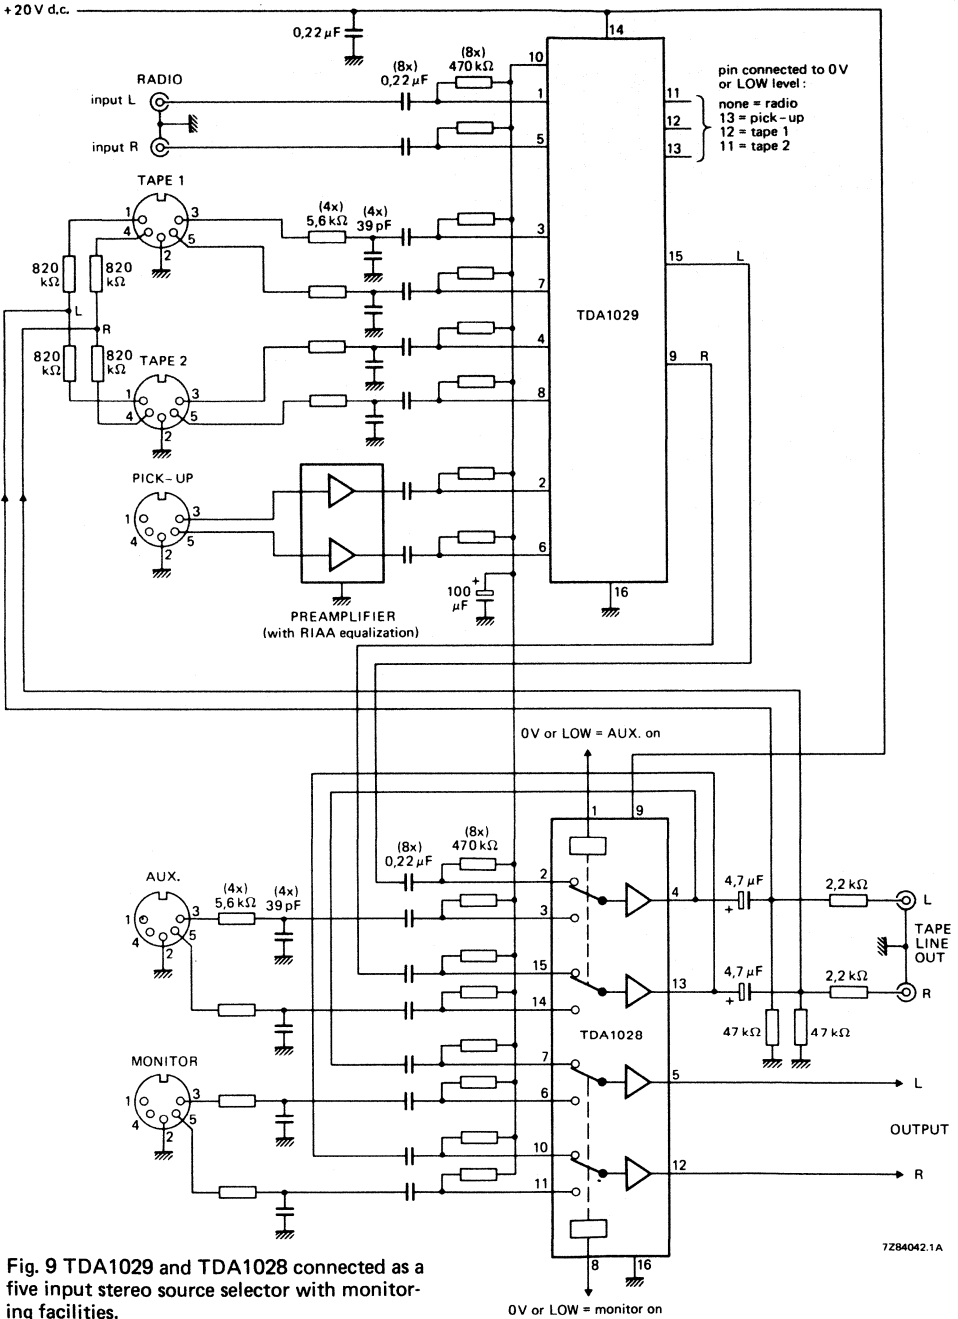 +20 V d.c.
0,22 µF
14
(8x)
470 kΩ
(8x)
0,22 µF
10
RADIO
input L
1
input R
5
pin connected to 0 V
or LOW level :
none = radio
13 = pick-up
12 = tape 1
11 = tape 2
11
12
13
TAPE 1
1
3
4
5
2
(4x)
5,6 kΩ
(4x)
39 pF
3
7
4
8
15
L
TDA1029
9
R
820
kΩ
820
kΩ
L
R
820
kΩ
820
kΩ
TAPE 2
1
3
4
5
2
PICK-UP
1
3
4
5
2
2
6
PREAMPLIFIER
(with RIAA equalization)
+
100
µF
16
0 V or LOW = AUX. on
1
9
(8x)
0,22 µF
(8x)
470 kΩ
AUX.
1
3
4
5
2
(4x)
5,6 kΩ
(4x)
39 pF
2
3
15
14
4
4,7 µF
+
2,2 kΩ
L
TAPE
LINE
OUT
13
4,7 µF
+
2,2 kΩ
R
TDA1028
47 kΩ
47 kΩ
MONITOR
1
3
4
5
2
7
6
10
11
5
L
OUTPUT
12
R
8
16
0 V or LOW = monitor on
7Z84042.1A
Fig. 9 TDA1029 and TDA1028 connected as a
five input stereo source selector with monitor-
ing facilities.